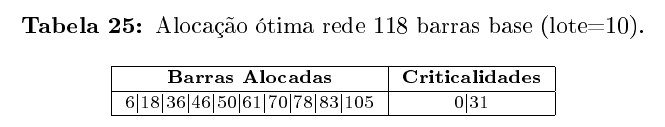 Tabela 25: Alocação ótima rede 118 barras base (lote=10).
Barras Alocadas Criticalidades
6|18|36|46|50|61|70|78|83|105 0|31